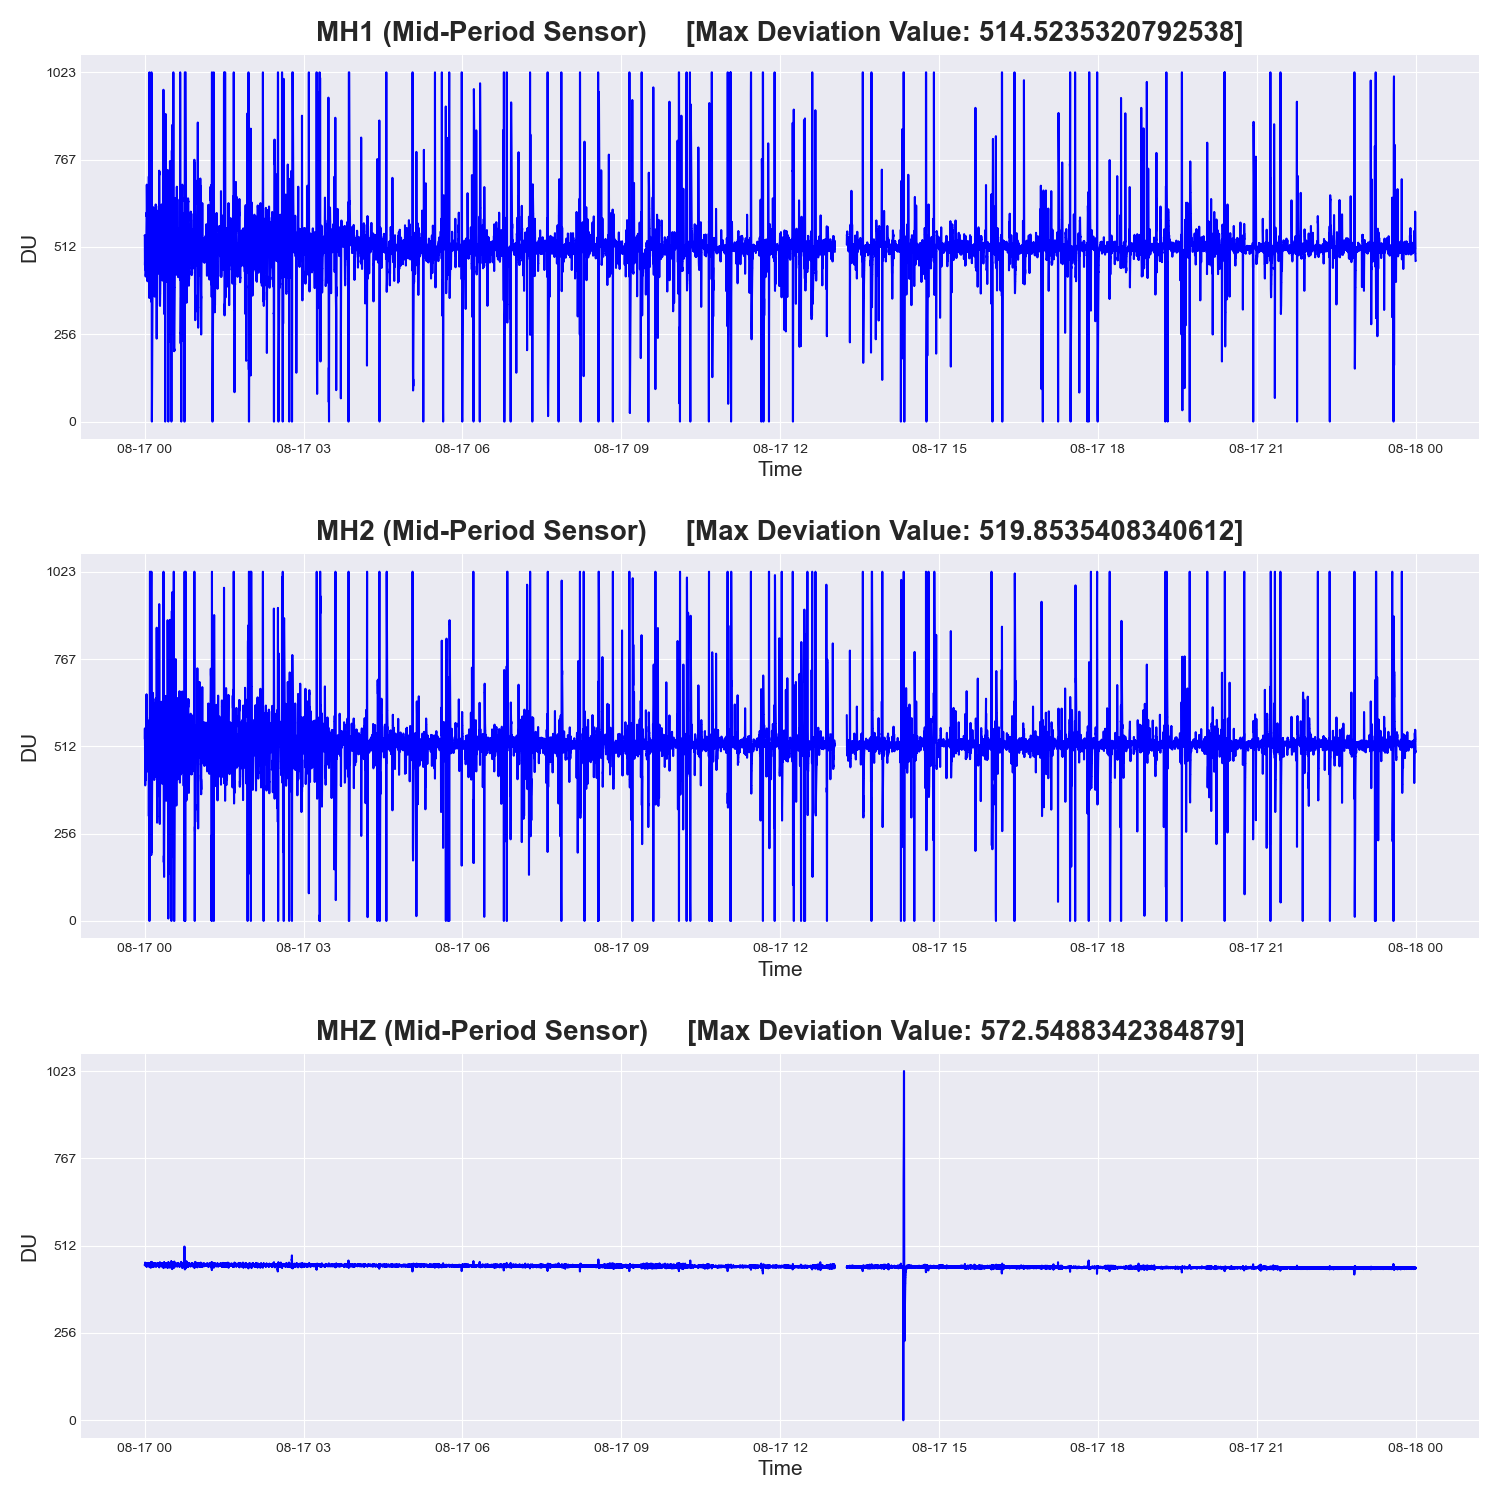 MH1 (Mid-Period Sensor)     [Max Deviation Value: 514.5235320792538]
1023
767
512
256
0
DU
08-17 00 08-17 03 08-17 06 08-17 09 08-17 12 08-17 15 08-17 18 08-17 21 08-18 00
Time
MH2 (Mid-Period Sensor)     [Max Deviation Value: 519.8535408340612]
1023
767
512
256
0
DU
08-17 00 08-17 03 08-17 06 08-17 09 08-17 12 08-17 15 08-17 18 08-17 21 08-18 00
Time
MHZ (Mid-Period Sensor)     [Max Deviation Value: 572.5488342384879]
1023
767
512
256
0
DU
08-17 00 08-17 03 08-17 06 08-17 09 08-17 12 08-17 15 08-17 18 08-17 21 08-18 00
Time